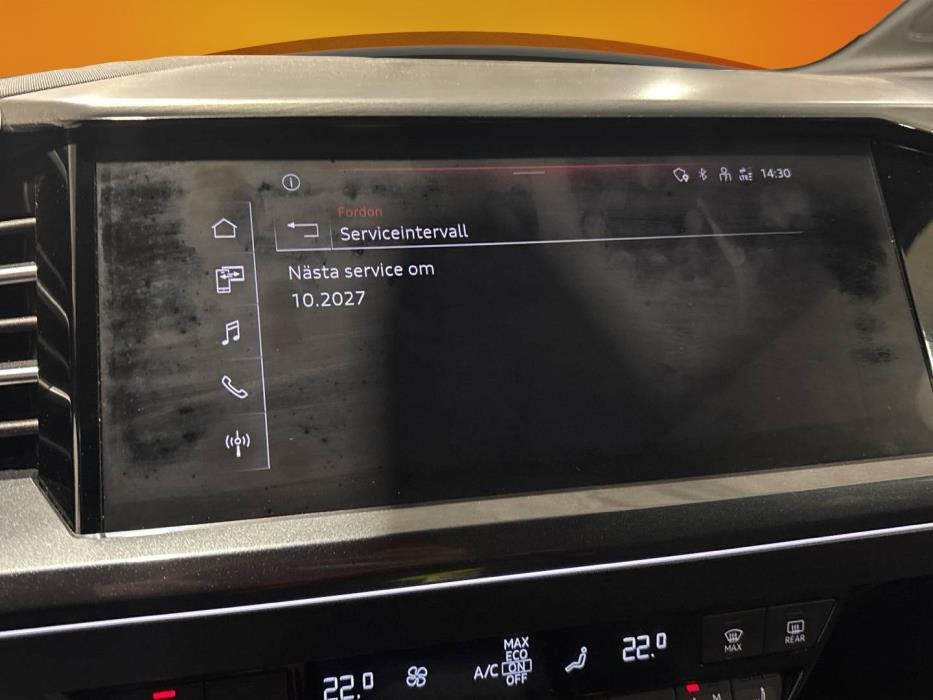 14:30
Fordon
Serviceintervall
Nästa service om
10.2027
22.0
A/C
MAX
ECO
ON
OFF
22.0
MAX
REAR
M